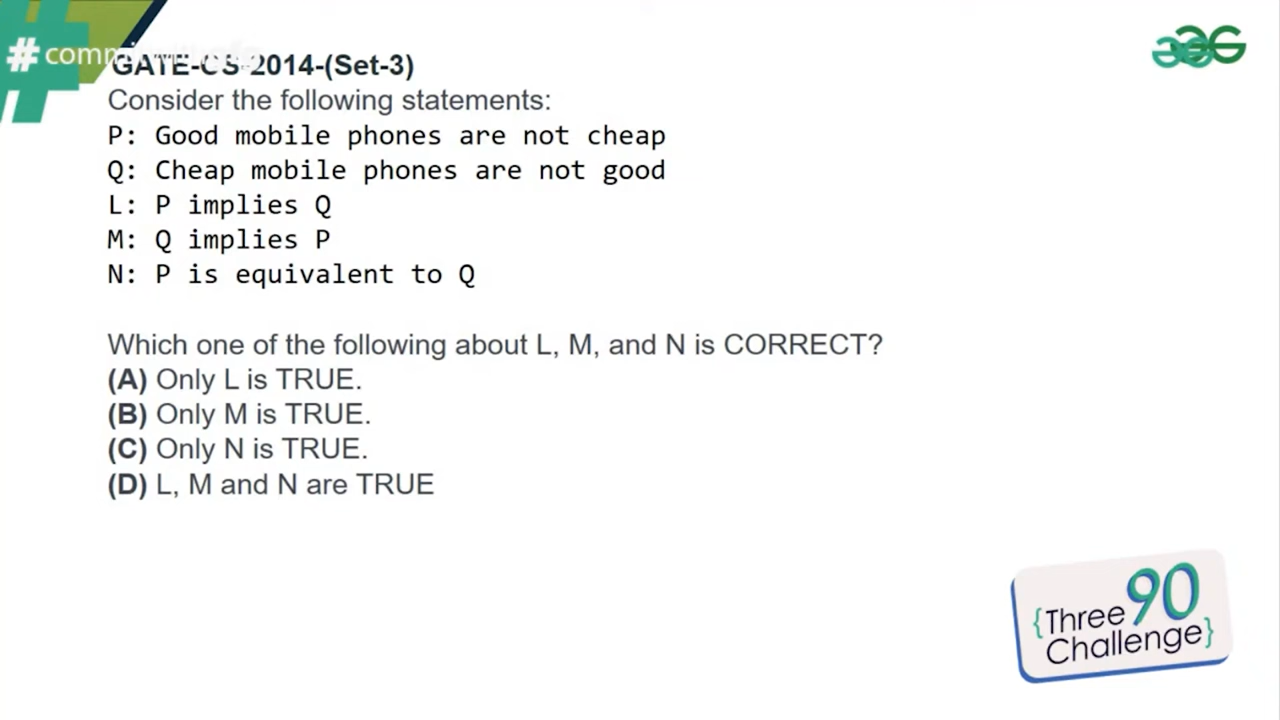 GATE-CS-2014-(Set-3)
Consider the following statements:
P: Good mobile phones are not cheap
Q: Cheap mobile phones are not good
L: P implies Q
M: Q implies P
N: P is equivalent to Q
Which one of the following about L, M, and N is CORRECT?
(A) Only L is TRUE.
(B) Only M is TRUE.
(C) Only N is TRUE.
(D) L, M and N are TRUE
{Three 90
Challenge}